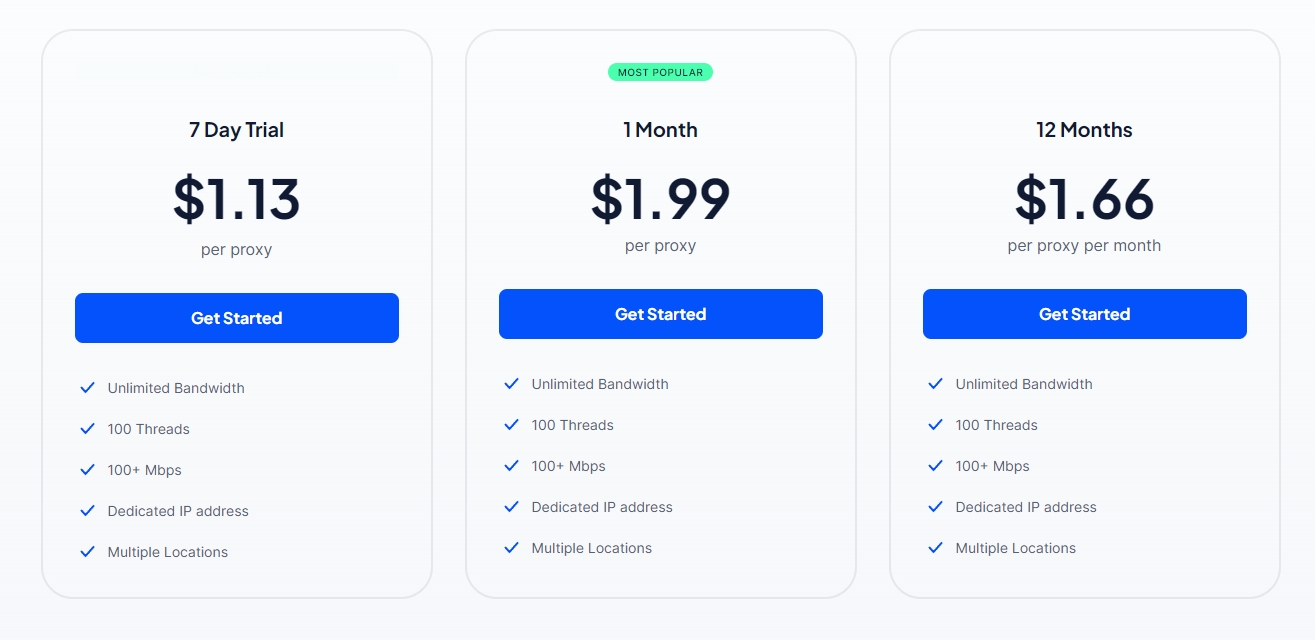 7 Day Trial
$1.13
per proxy
Get Started
Unlimited Bandwidth
100 Threads
100+ Mbps
Dedicated IP address
Multiple Locations
MOST POPULAR
1 Month
$1.99
per proxy
Get Started
Unlimited Bandwidth
100 Threads
100+ Mbps
Dedicated IP address
Multiple Locations
12 Months
$1.66
per proxy per month
Get Started
Unlimited Bandwidth
100 Threads
100+ Mbps
Dedicated IP address
Multiple Locations